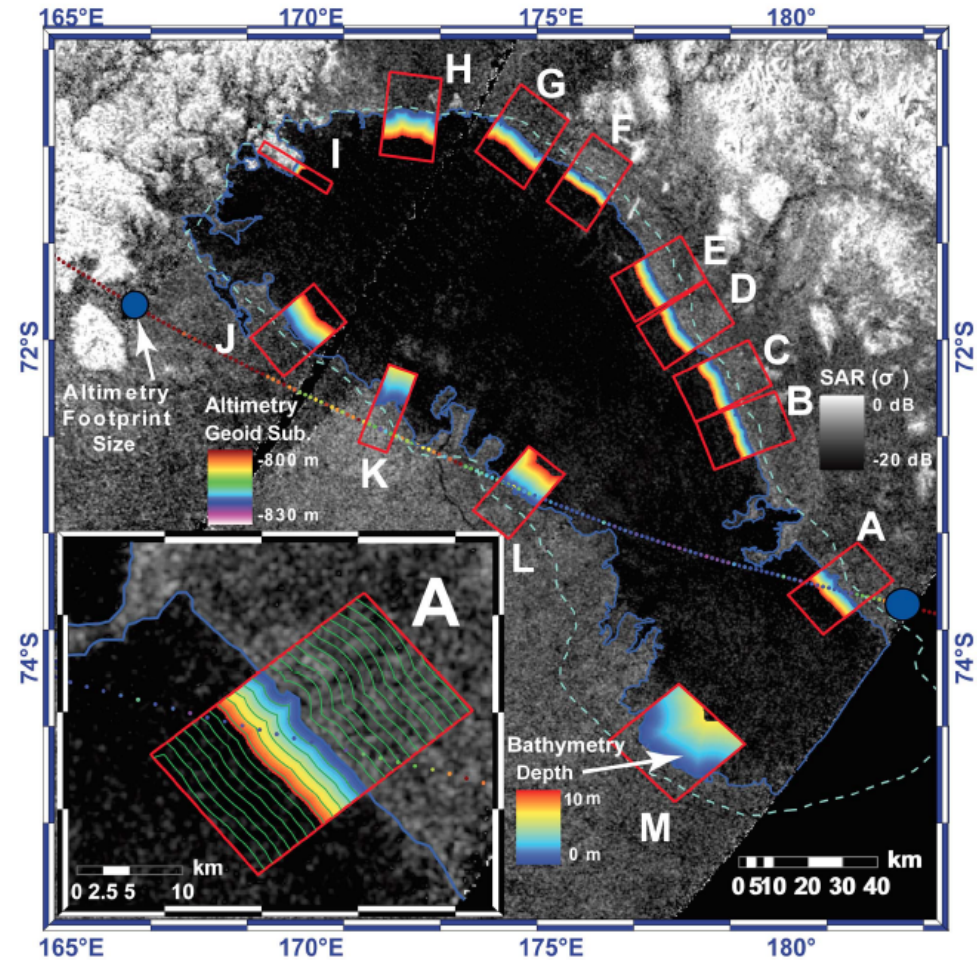 165°E
170°E
175°E
180°
H
G
F
I
E
D
72°S
72°S
J
C
SAR (σ°)
0 dB
-20 dB
B
Altimetry
Footprint
Size
Altimetry
Geoid Sub.
-800 m
-830 m
K
L
A
A
74°S
74°S
Bathymetry
Depth
10 m
0 m
M
km
0 2.5 5 10
km
0 5 10 20 30 40
165°E
170°E
175°E
180°